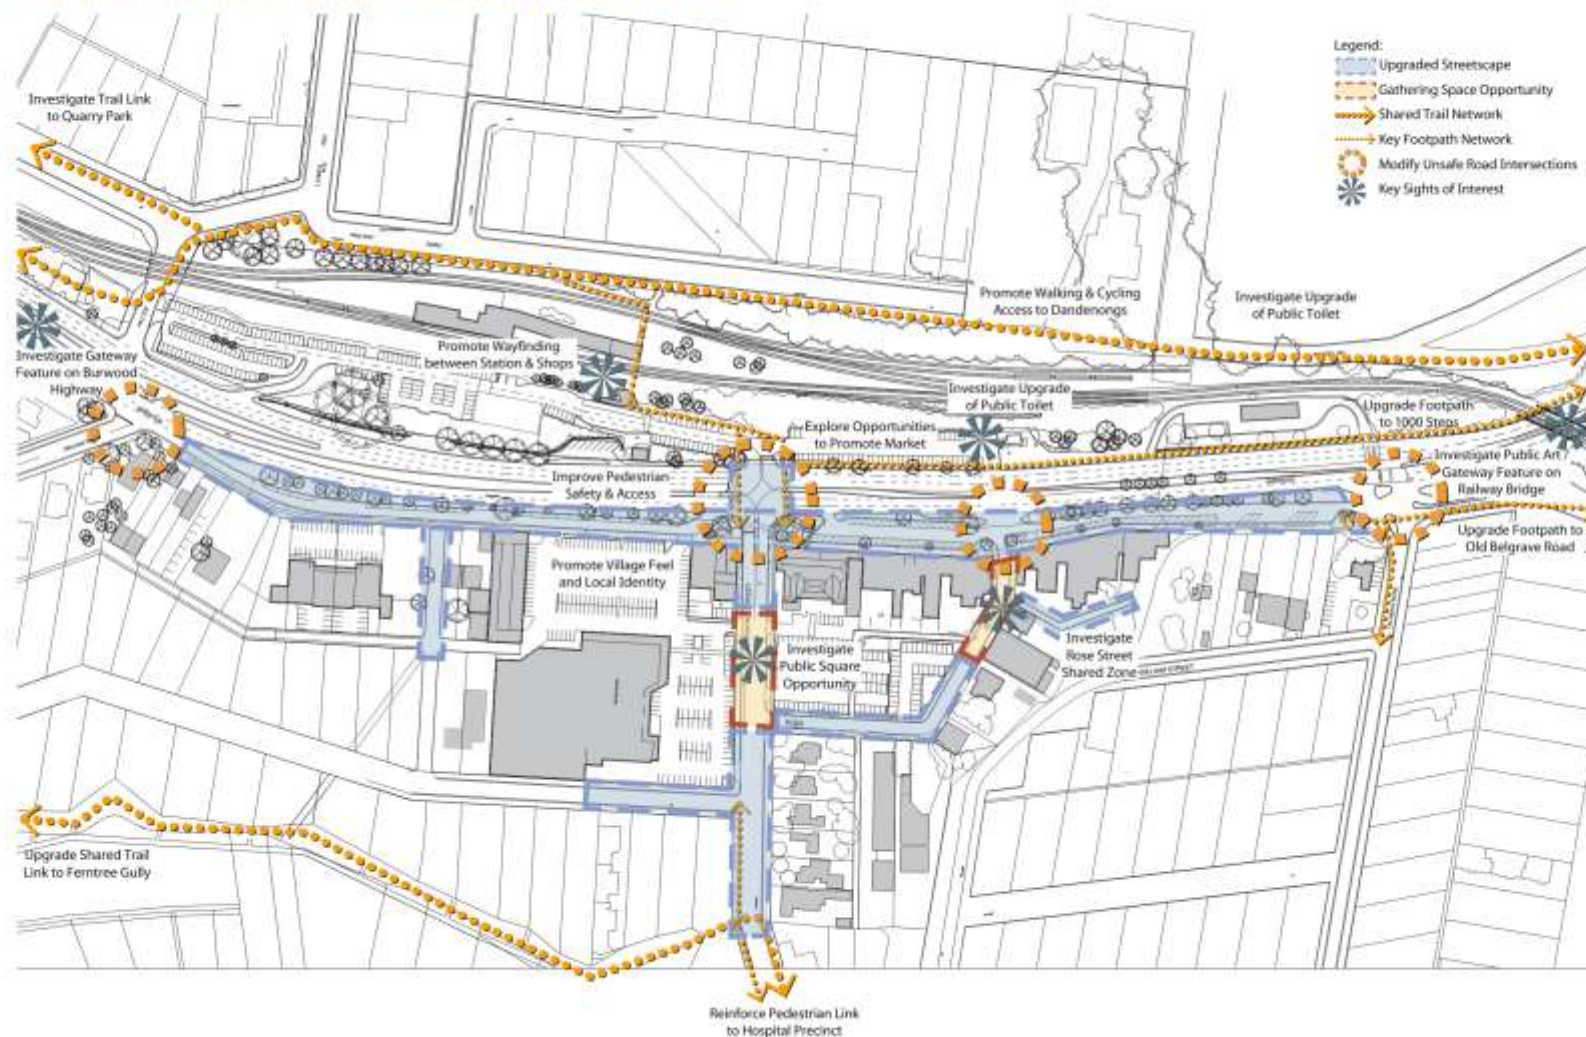 Legend:
Upgraded Streetscape
Gathering Space Opportunity
Shared Trail Network
Key Footpath Network
Modify Unsafe Road Intersections
Key Sights of Interest
Investigate Trail Link
to Quarry Park
Promote Walking & Cycling
Access to Dandenongs
Investigate Upgrade
of Public Toilet
Investigate Gateway
Feature on Burwood
Highway
Promote Wayfinding
between Station & Shops
Investigate Upgrade
of Public Toilet
Upgrade Footpath
to 1000 Steps
Explore Opportunities
to Promote Market
Improve Pedestrian
Safety & Access
Investigate Public Art /
Gateway Feature on
Railway Bridge
Upgrade Footpath to
Old Belgrave Road
Promote Village Feel
and Local Identity
Investigate
Public Square
Opportunity
Investigate
Rose Street
Shared Zone
Upgrade Shared Trail
Link to Ferntree Gully
Reinforce Pedestrian Link
to Hospital Precinct